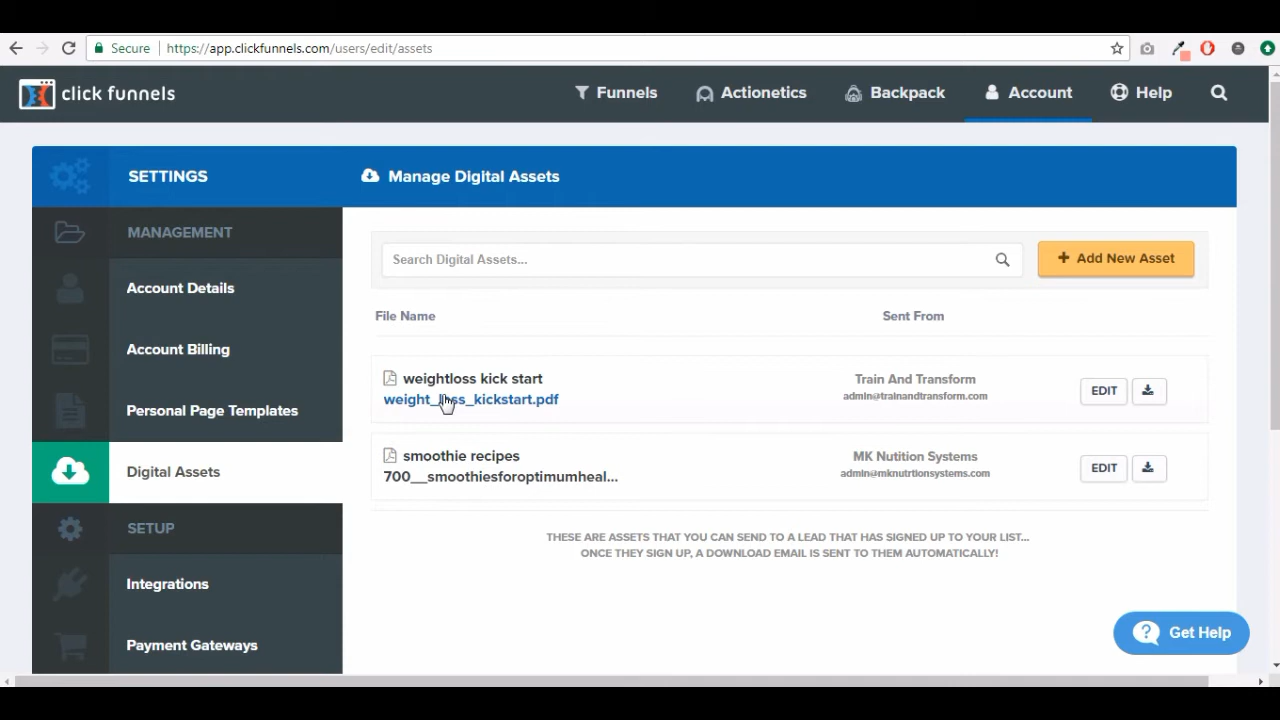 Secure
https://app.clickfunnels.com/users/edit/assets
click funnels
Funnels
Actionetics
Backpack
Account
Help
SETTINGS
Manage Digital Assets
MANAGEMENT
Account Details
Account Billing
Personal Page Templates
Digital Assets
SETUP
Integrations
Payment Gateways
Search Digital Assets...
+ Add New Asset
File Name
Sent From
weightloss kick start
weight_loss_kickstart.pdf
Train And Transform
admin@trainandtransform.com
EDIT
smoothie recipes
700__smoothiesforoptimumheal...
MK Nutition Systems
admin@mknutrtionsystems.com
EDIT
THESE ARE ASSETS THAT YOU CAN SEND TO A LEAD THAT HAS SIGNED UP TO YOUR LIST...
ONCE THEY SIGN UP, A DOWNLOAD EMAIL IS SENT TO THEM AUTOMATICALLY!
? Get Help